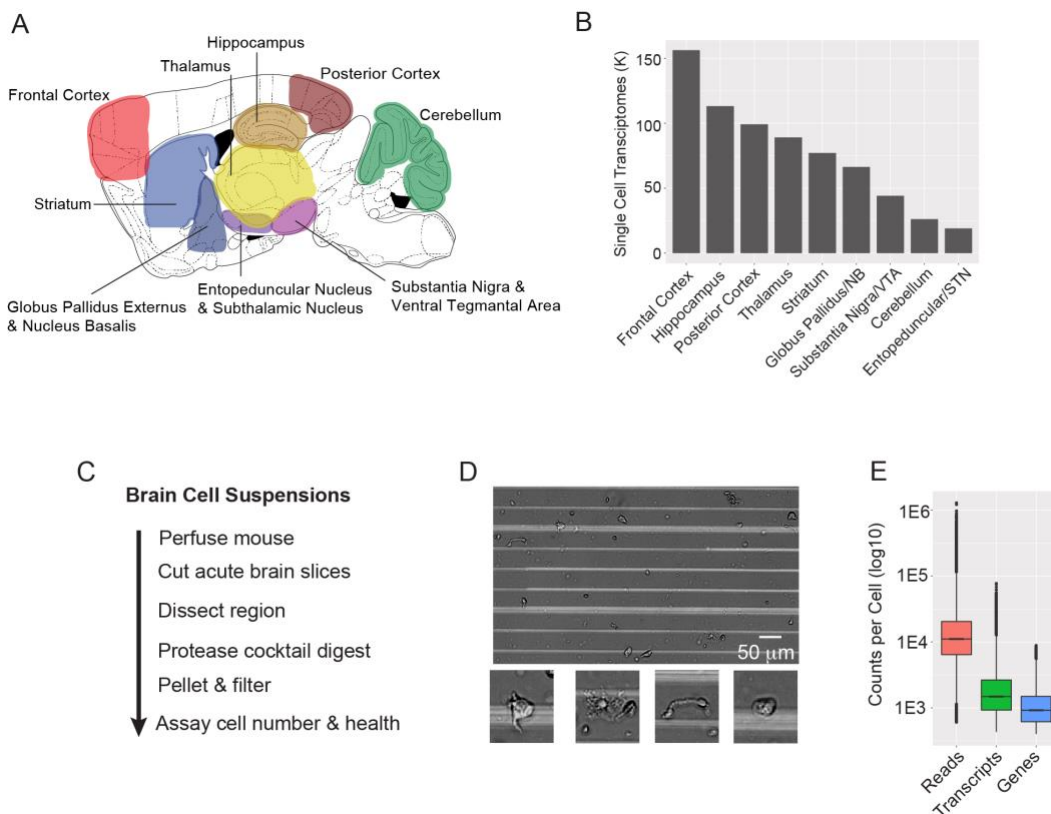 A
Hippocampus
Thalamus
Posterior Cortex
Frontal Cortex
Cerebellum
Striatum
Globus Pallidus Externus
& Nucleus Basalis
Entopeduncular Nucleus
& Subthalamic Nucleus
Substantia Nigra &
Ventral Tegmental Area
B
Single Cell Transciptomes (K)
150
100
50
0
Frontal Cortex
Hippocampus
Posterior Cortex
Thalamus
Striatum
Globus Pallidus/NB
Substantia Nigra/VTA
Cerebellum
Entopeduncular/STN
C
Brain Cell Suspensions
Perfuse mouse
Cut acute brain slices
Dissect region
Protease cocktail digest
Pellet & filter
Assay cell number & health
D
50 μm
E
Counts per Cell (log10)
1E6
1E5
1E4
1E3
Reads
Transcripts
Genes